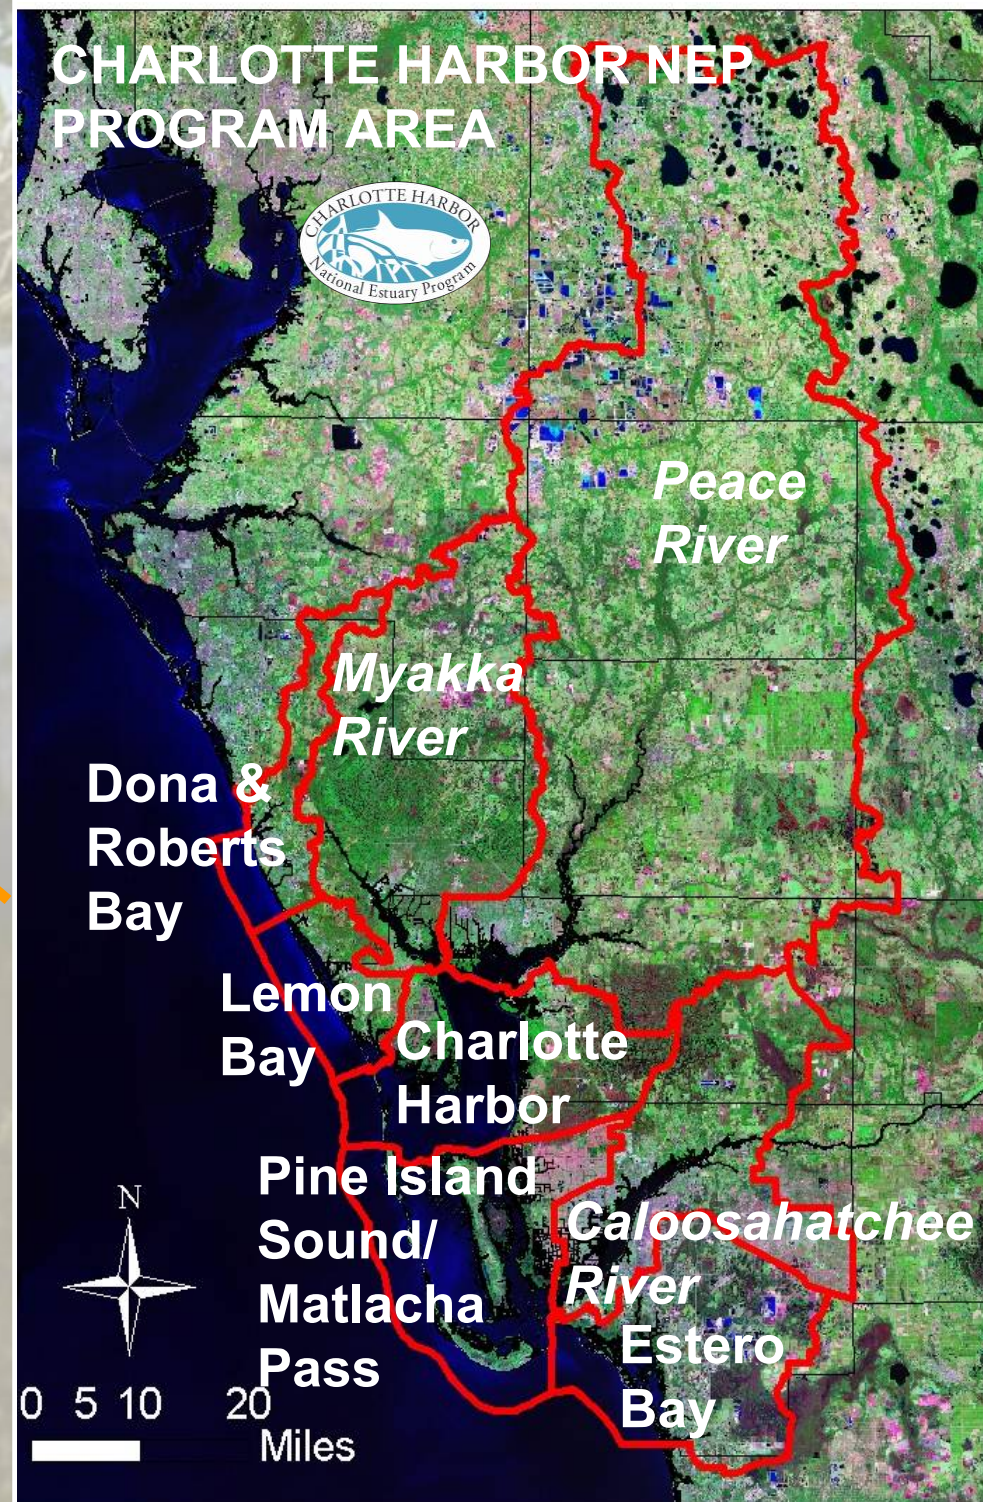 CHARLOTTE HARBOR NEP
PROGRAM AREA
CHARLOTTE HARBOR
National Estuary Program
Peace
River
Myakka
River
Dona &
Roberts
Bay
Lemon
Bay
Charlotte
Harbor
Pine Island
Sound/
Matlacha
Pass
Caloosahatchee
River
Estero
Bay
N
0 5 10 20
Miles